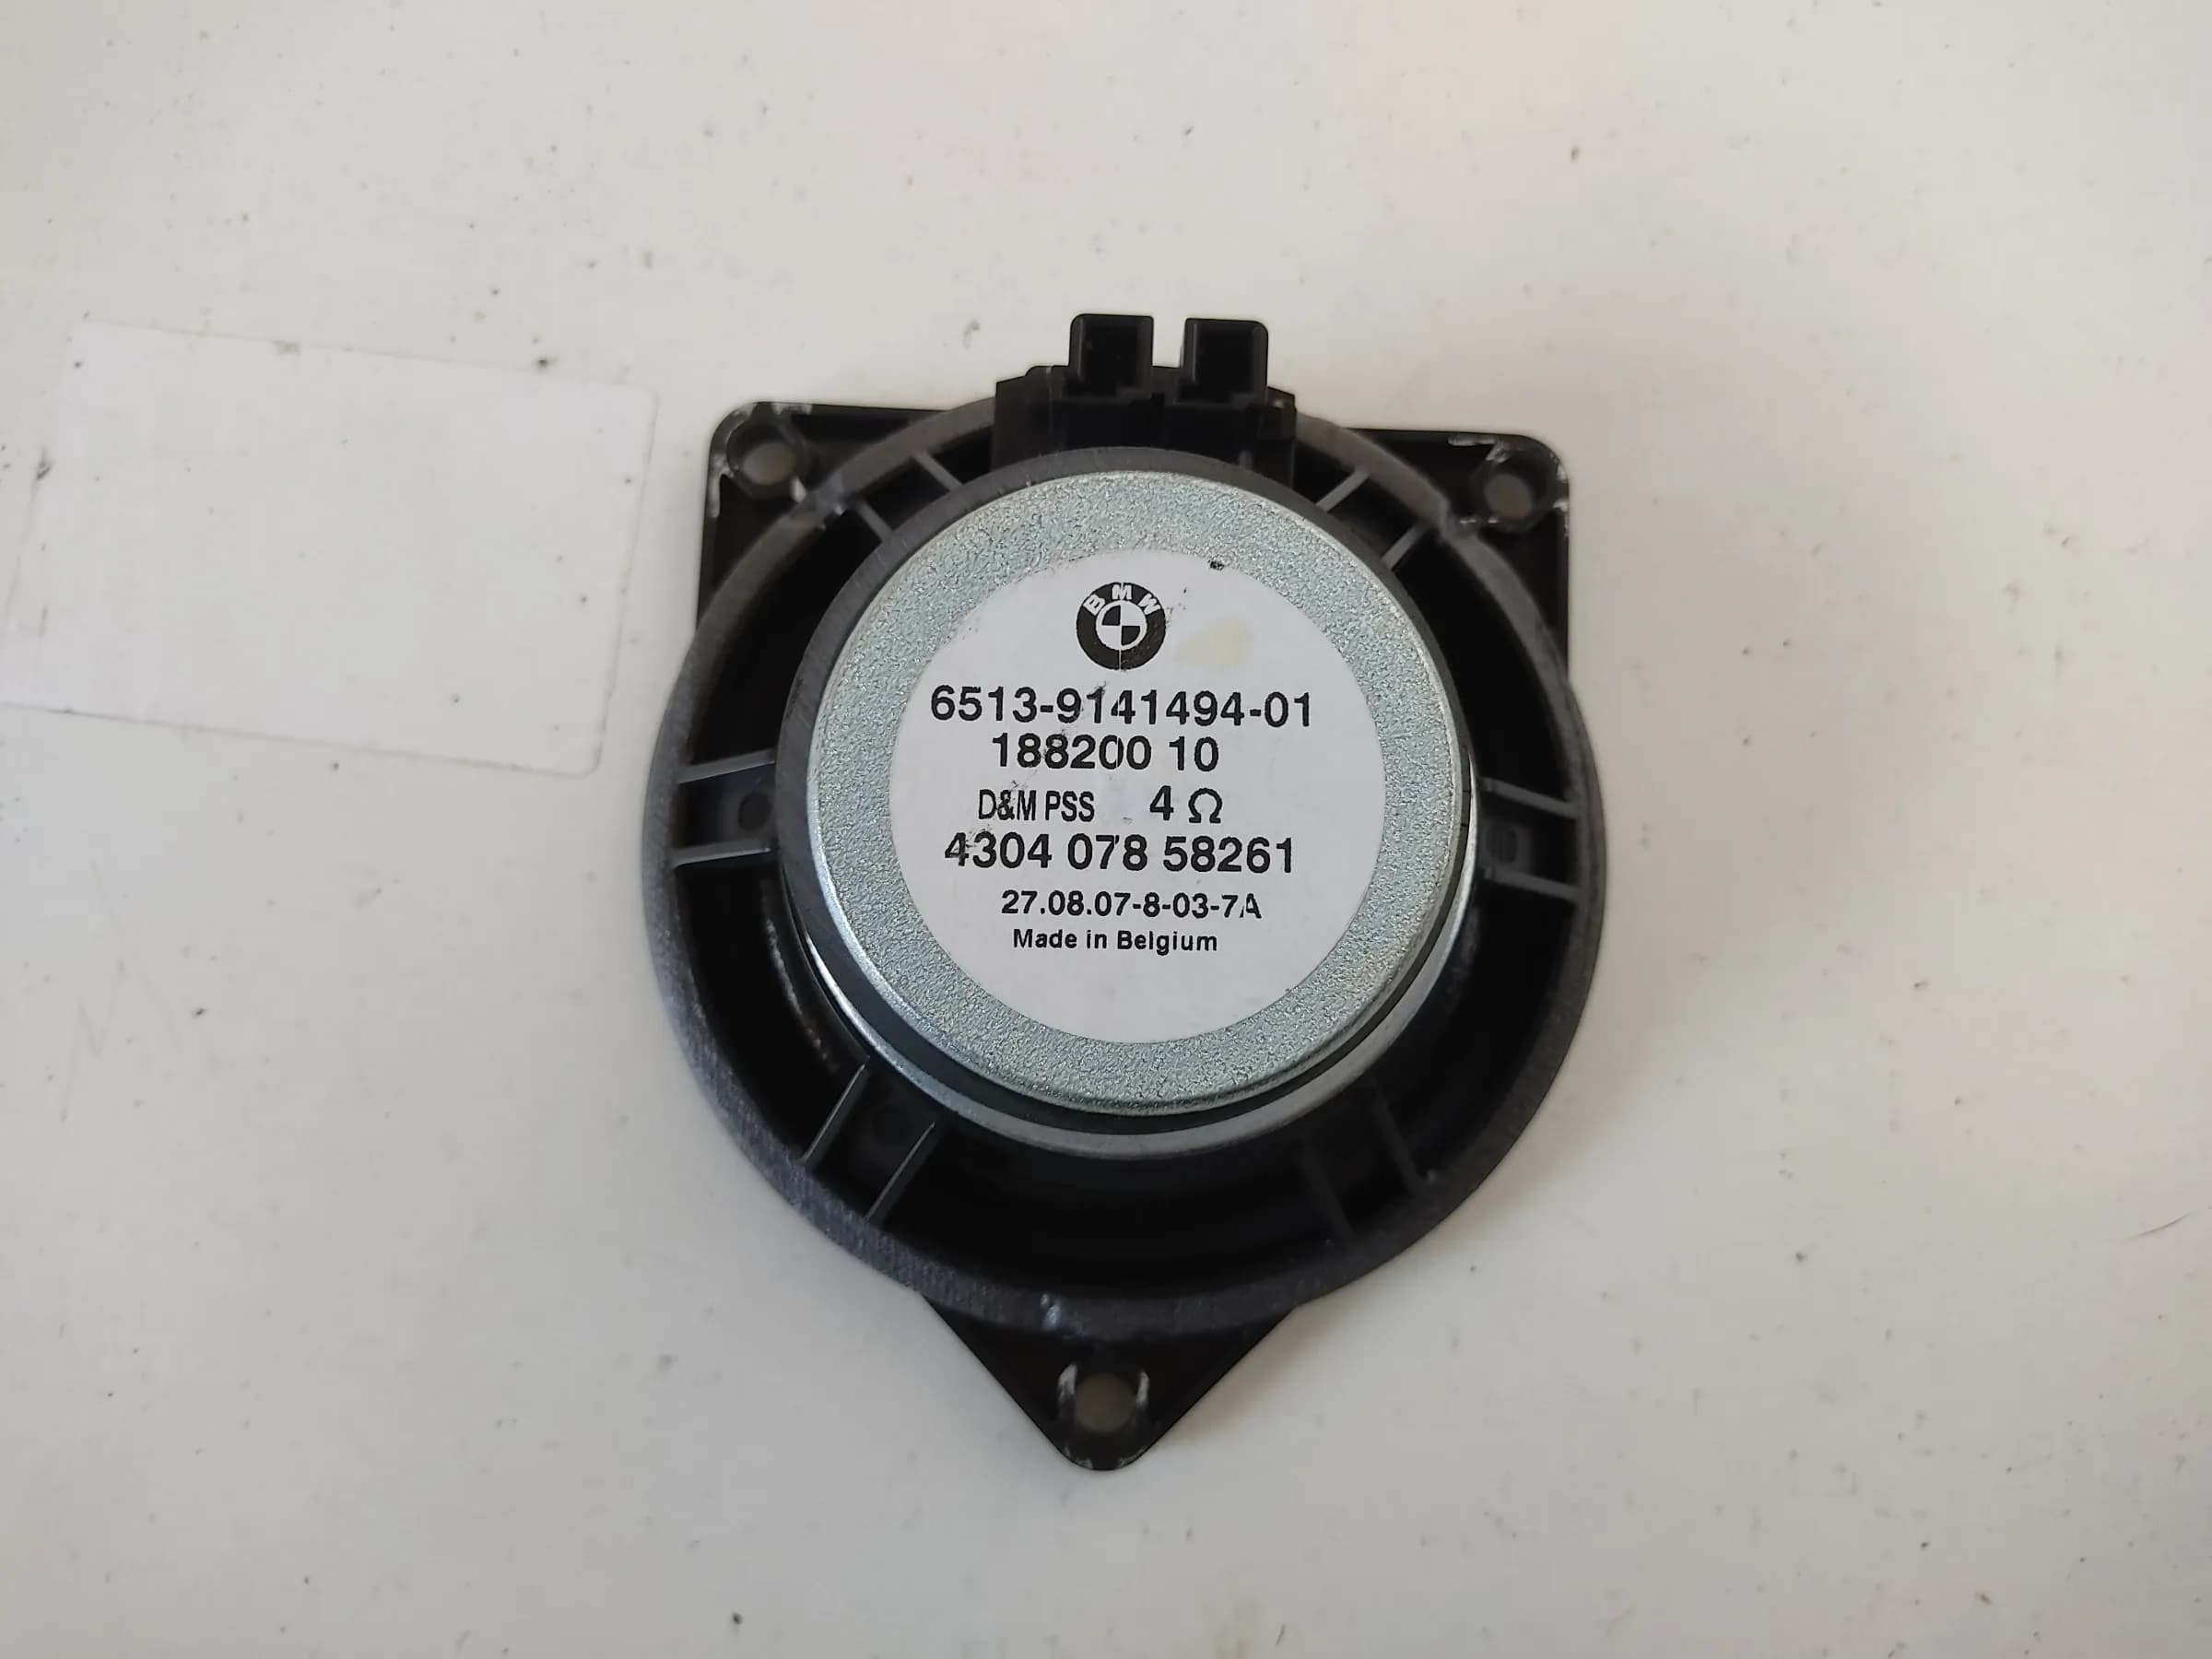 BMW
6513-9141494-01
188200 10
D&M PSS 4 Ω
4304 078 58261
27.08.07-8-03-7A
Made in Belgium